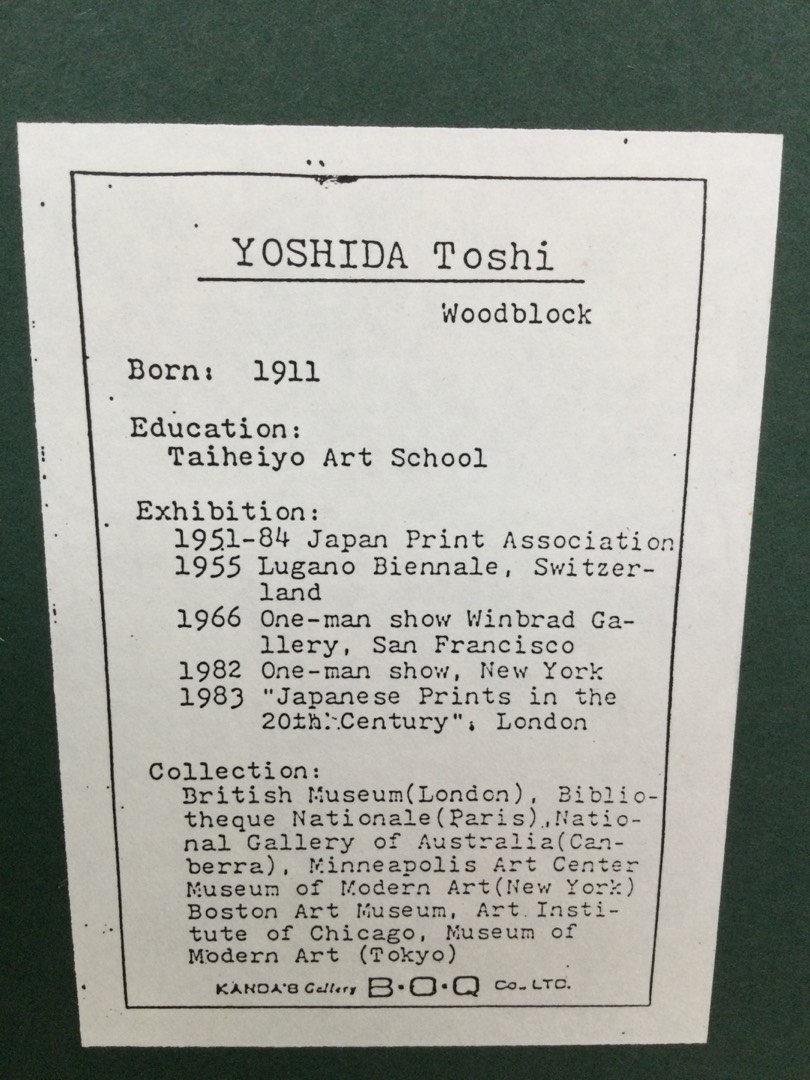 YOSHIDA Toshi
Woodblock
Born: 1911
Education:
Taiheiyo Art School
Exhibition:
1951-84 Japan Print Association
1955 Lugano Biennale, Switzer-
land
1966 One-man show Winbrad Ga-
llery, San Francisco
1982 One-man show, New York
1983 "Japanese Prints in the
20th Century", London
Collection:
British Museum(London), Biblio-
theque Nationale(Paris),Natio-
nal Gallery of Australia(Can-
berra), Minneapolis Art Center
Museum of Modern Art(New York)
Boston Art Museum, Art Insti-
tute of Chicago, Museum of
Modern Art (Tokyo)
KANDA'S Gallery B·O·Q Co. LTD.